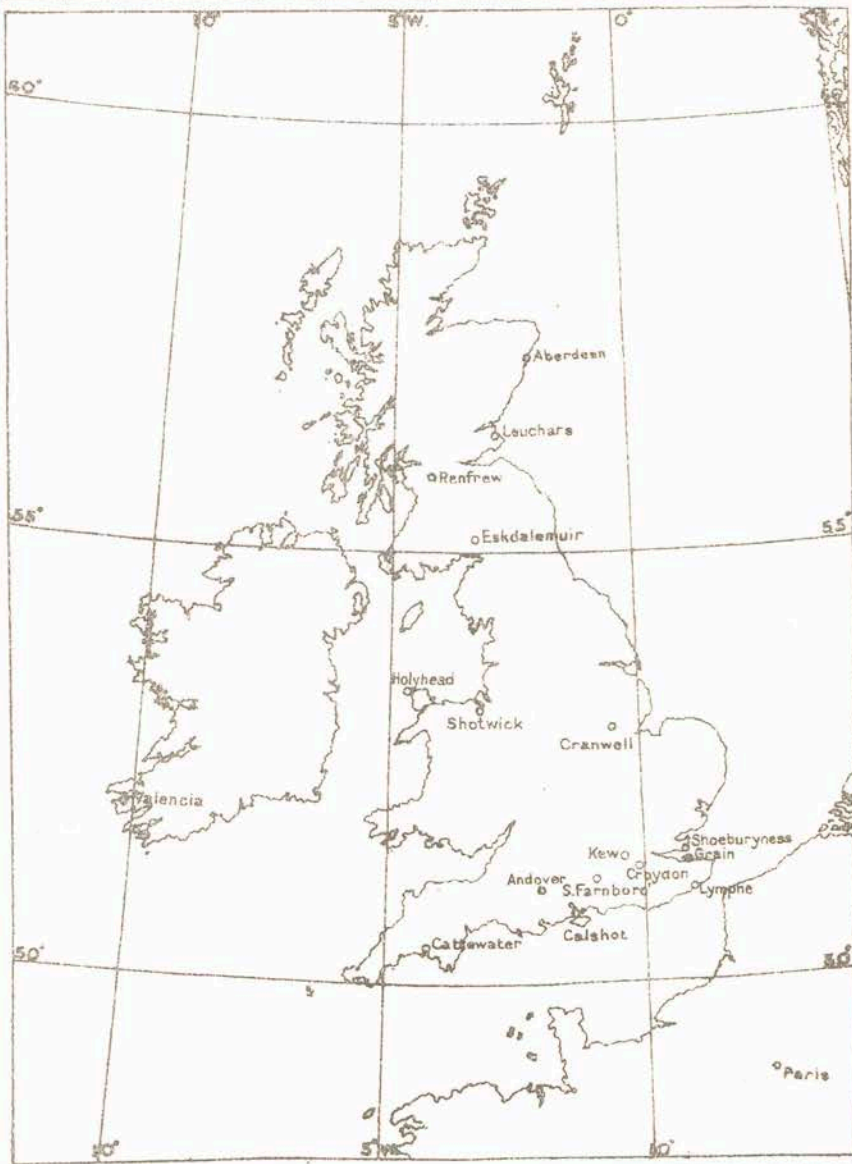 10° 5°W. 0°
60°
Aberdeen
Leuchars
Renfrew
55° 55°
Eskdalemuir
Holyhead
Shotwick
Cranwell
Valencia
Shoeburyness
Kew Grain
Croydon
Andover S. Farnboro Lympne
Calshot
Cattewater
50° 50°
Paris
10° 5°W. 0°